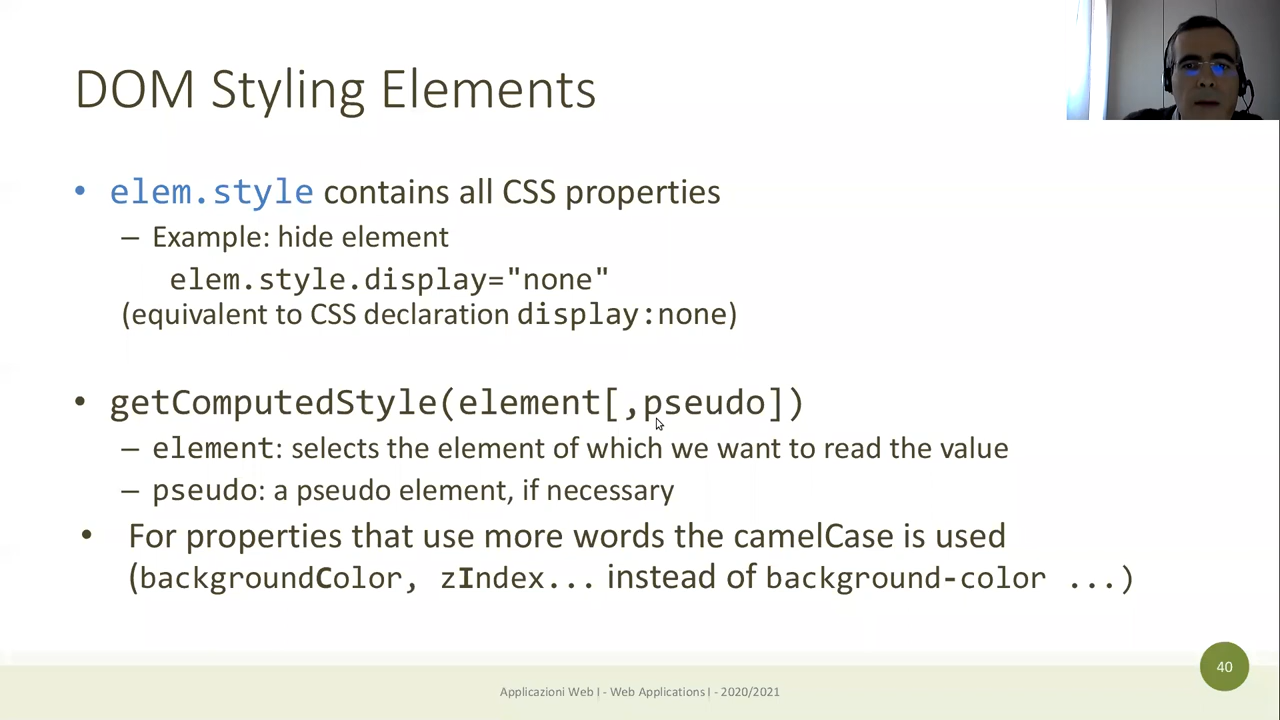 DOM Styling Elements
• elem.style contains all CSS properties
– Example: hide element
elem.style.display="none"
(equivalent to CSS declaration display:none)
• getComputedStyle(element[,pseudo])
– element: selects the element of which we want to read the value
– pseudo: a pseudo element, if necessary
• For properties that use more words the camelCase is used
(backgroundColor, zIndex... instead of background-color ...)
40
Applicazioni Web I - Web Applications I - 2020/2021